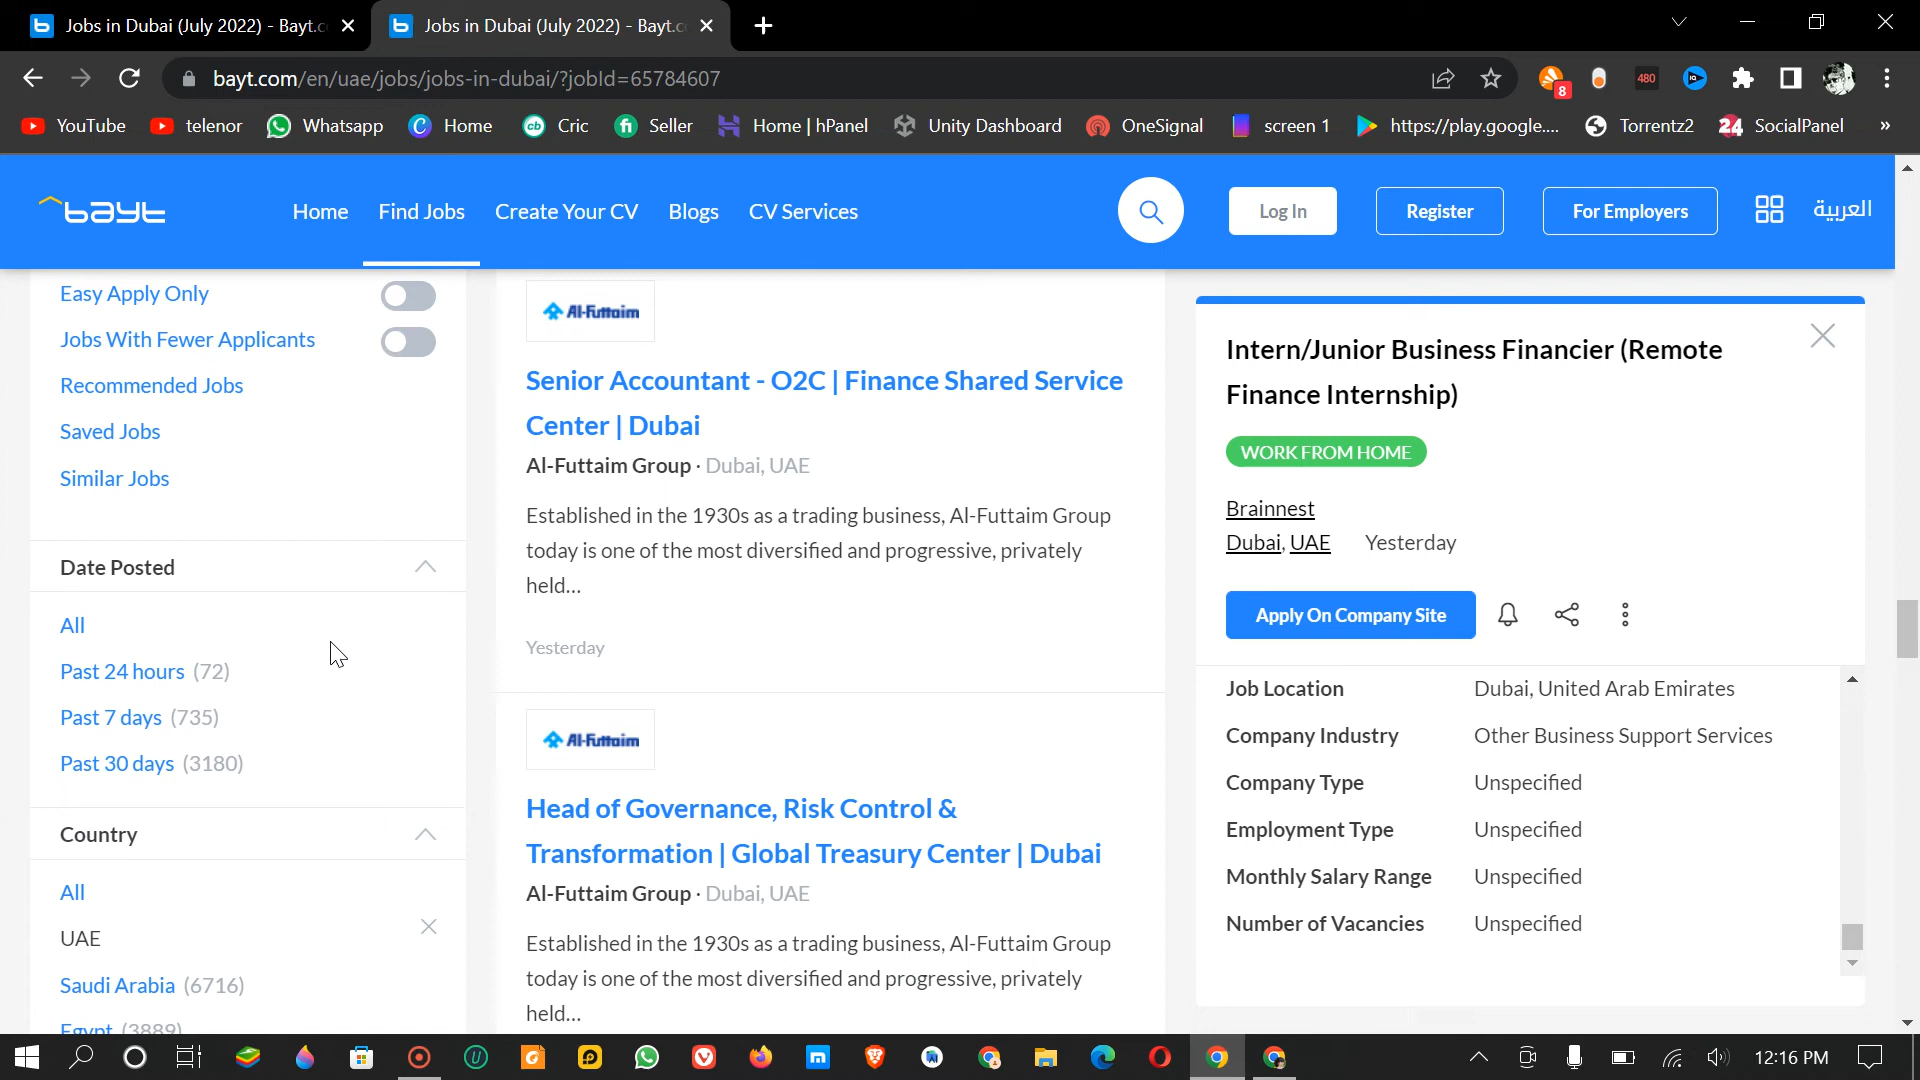 Jobs in Dubai (July 2022) - Bayt.c
Jobs in Dubai (July 2022) - Bayt.c
bayt.com/en/uae/jobs/jobs-in-dubai/?jobId=65784607
8
480
YouTube
telenor
Whatsapp
Home
Cric
Seller
Home | hPanel
Unity Dashboard
OneSignal
screen 1
https://play.google....
Torrentz2
24 SocialPanel
»
bayt
Home
Find Jobs
Create Your CV
Blogs
CV Services
Log In
Register
For Employers
العربية
Easy Apply Only
Jobs With Fewer Applicants
Recommended Jobs
Saved Jobs
Similar Jobs
Date Posted
All
Past 24 hours (72)
Past 7 days (735)
Past 30 days (3180)
Country
All
UAE
Saudi Arabia (6716)
Egypt (3889)
Al-Futtaim
Senior Accountant - O2C | Finance Shared Service
Center | Dubai
Al-Futtaim Group · Dubai, UAE
Established in the 1930s as a trading business, Al-Futtaim Group
today is one of the most diversified and progressive, privately
held...
Yesterday
Al-Futtaim
Head of Governance, Risk Control &
Transformation | Global Treasury Center | Dubai
Al-Futtaim Group · Dubai, UAE
Established in the 1930s as a trading business, Al-Futtaim Group
today is one of the most diversified and progressive, privately
held...
Intern/Junior Business Financier (Remote
Finance Internship)
WORK FROM HOME
Brainnest
Dubai, UAE Yesterday
Apply On Company Site
Job Location Dubai, United Arab Emirates
Company Industry Other Business Support Services
Company Type Unspecified
Employment Type Unspecified
Monthly Salary Range Unspecified
Number of Vacancies Unspecified
12:16 PM